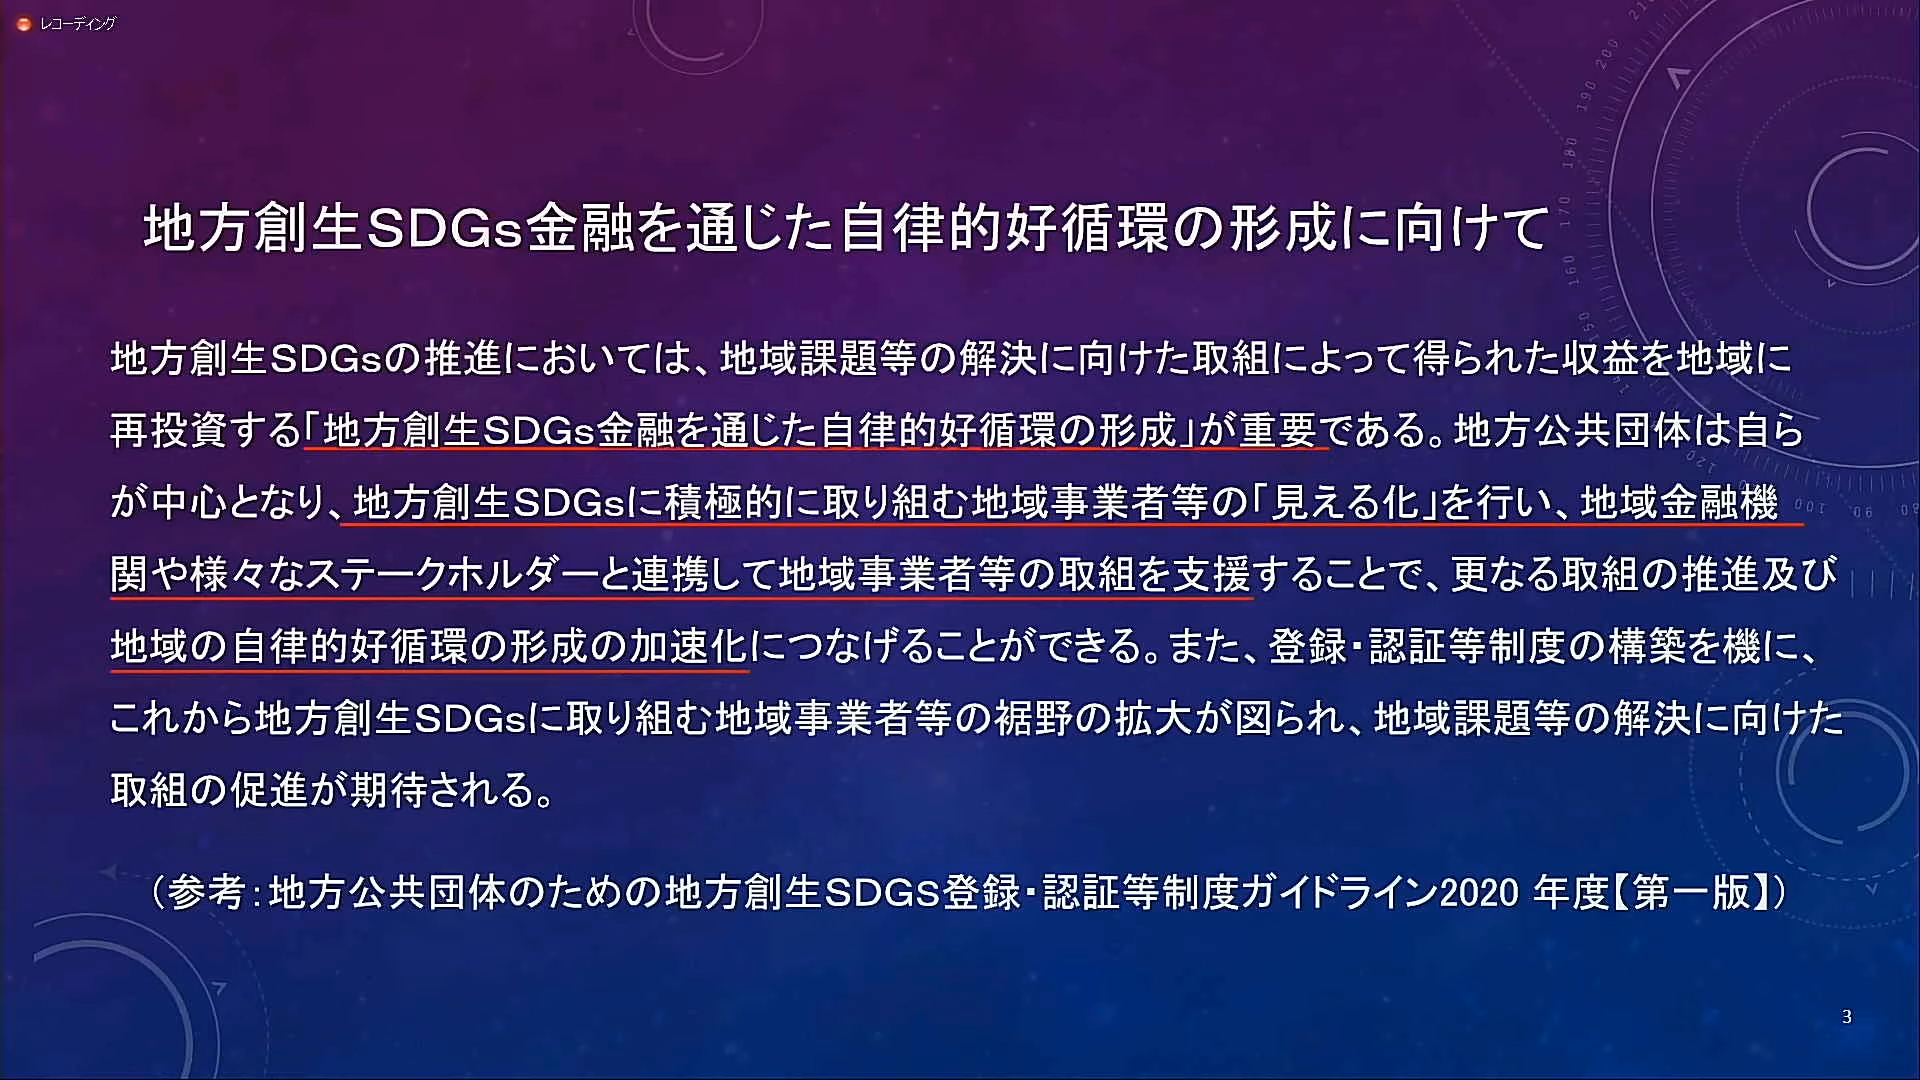 レコーディング
地方創生SDGs金融を通じた自律的好循環の形成に向けて
地方創生SDGsの推進においては、地域課題等の解決に向けた取組によって得られた収益を地域に
再投資する「地方創生SDGs金融を通じた自律的好循環の形成」が重要である。地方公共団体は自ら
が中心となり、地方創生SDGsに積極的に取り組む地域事業者等の「見える化」を行い、地域金融機
関や様々なステークホルダーと連携して地域事業者等の取組を支援することで、更なる取組の推進及び
地域の自律的好循環の形成の加速化につなげることができる。また、登録・認証等制度の構築を機に、
これから地方創生SDGsに取り組む地域事業者等の裾野の拡大が図られ、地域課題等の解決に向けた
取組の促進が期待される。
（参考：地方公共団体のための地方創生SDGS登録・認証等制度ガイドライン2020 年度【第一版】）
3